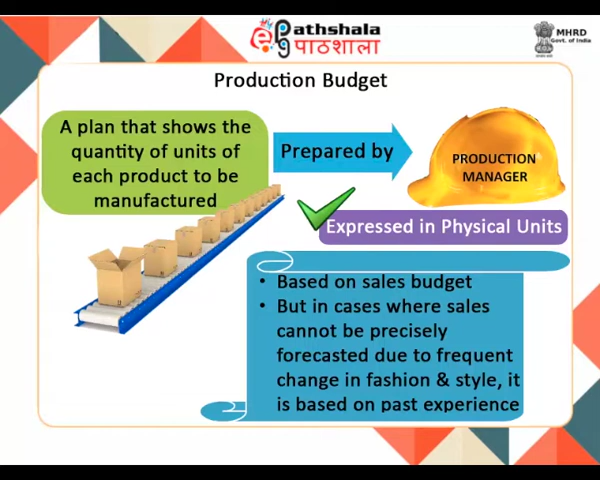 ePathshala
पाठशाला
MHRD
Govt. of India
Production Budget
A plan that shows the
quantity of units of
each product to be
manufactured
Prepared by
PRODUCTION
MANAGER
Expressed in Physical Units
• Based on sales budget
• But in cases where sales
cannot be precisely
forecasted due to frequent
change in fashion & style, it
is based on past experience